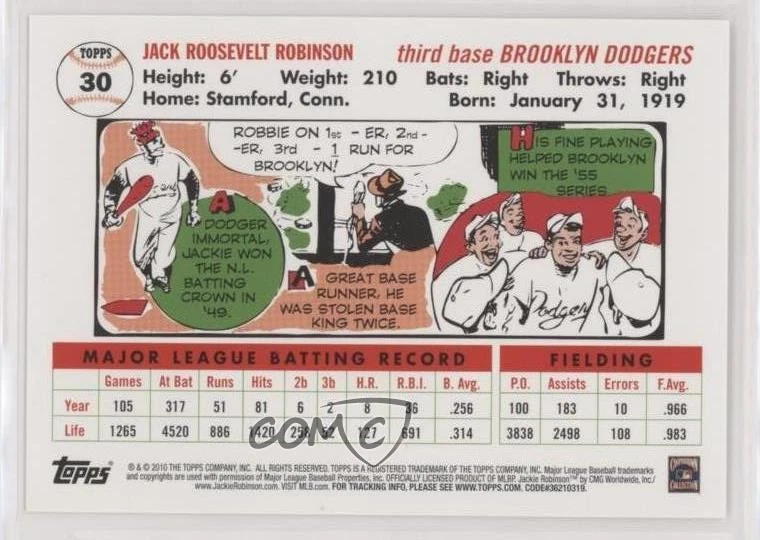 TOPPS
30
JACK ROOSEVELT ROBINSON third base BROOKLYN DODGERS
Height: 6' Weight: 210 Bats: Right Throws: Right
Home: Stamford, Conn. Born: January 31, 1919
A
DODGER
IMMORTAL,
JACKIE WON
THE N.L.
BATTING
CROWN IN
'49.
ROBBIE ON 1st - ER, 2nd -
-ER, 3rd - 1 RUN FOR
BROOKLYN!
A GREAT BASE
RUNNER, HE
WAS STOLEN BASE
KING TWICE.
HIS FINE PLAYING
HELPED BROOKLYN
WIN THE '55
SERIES
Dodgers
MAJOR LEAGUE BATTING RECORD FIELDING
Games At Bat Runs Hits 2b 3b H.R. R.B.I. B. Avg. P.O. Assists Errors F.Avg.
Year 105 317 51 81 6 2 8 36 .256 100 183 10 .966
Life 1265 4520 886 1420 258 52 127 691 .314 3838 2498 108 .983
COMC
topps
® & © 2010 THE TOPPS COMPANY, INC. ALL RIGHTS RESERVED. TOPPS IS A REGISTERED TRADEMARK OF THE TOPPS COMPANY, INC. Major League Baseball trademarks
and copyrights are used with permission of Major League Baseball Properties, Inc. OFFICIALLY LICENSED PRODUCT OF MLBP. Jackie Robinson™ by CMG Worldwide, Inc./
www.JackieRobinson.com. VISIT MLB.com. FOR TRACKING INFO, PLEASE SEE WWW.TOPPS.COM. CODE#36210319.